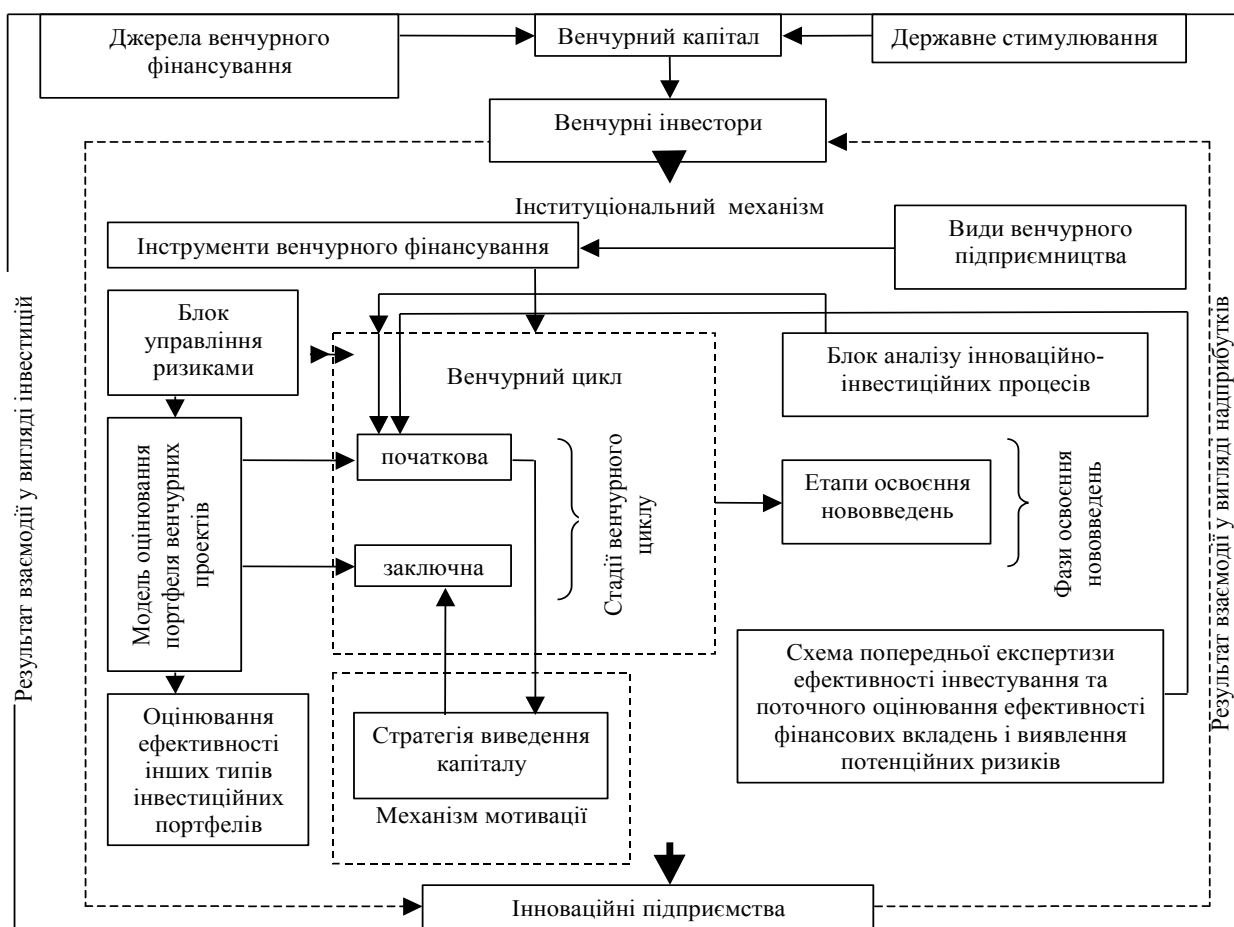 Джерела венчурного
фінансування
Венчурний капітал
Державне стимулювання
Венчурні інвестори
Інституціональний механізм
Інструменти венчурного фінансування
Види венчурного
підприємництва
Результат взаємодії у вигляді інвестицій
Блок
управління
ризиками
Венчурний цикл
Блок аналізу інноваційно-
інвестиційних процесів
Результат взаємодії у вигляді надприбутків
Модель оцінювання
портфеля венчурних
проектів
початкова
заключна
Стадії венчурного
циклу
Етапи освоєння
нововведень
Фази освоєння
нововведень
Оцінювання
ефективності
інших типів
інвестиційних
портфелів
Стратегія виведення
капіталу
Механізм мотивації
Схема попередньої експертизи
ефективності інвестування та
поточного оцінювання ефективності
фінансових вкладень і виявлення
потенційних ризиків
Інноваційні підприємства